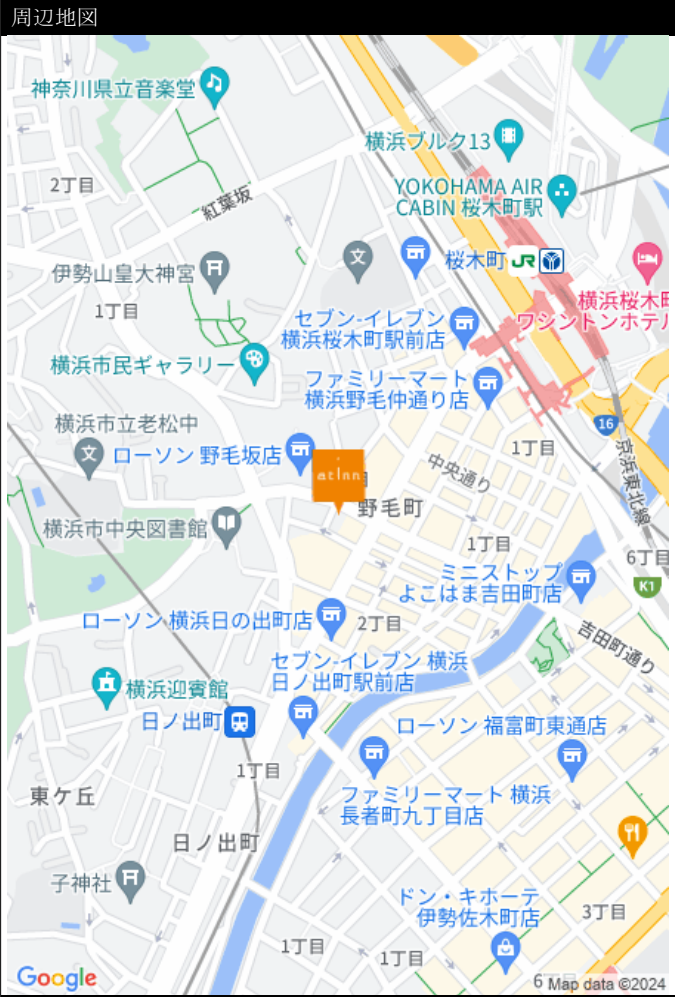 周辺地図
神奈川県立音楽堂
横浜ブルク13
2丁目
YOKOHAMA AIR
CABIN 桜木町駅
紅葉坂
文
桜木町
JR
伊勢山皇大神宮
1丁目
横浜桜木町
ワシントンホテル
セブン-イレブン
横浜桜木町駅前店
横浜市民ギャラリー
ファミリーマート
横浜野毛仲通り店
16
横浜市立老松中
文
ローソン 野毛坂店
1丁目
京浜東北線
中央通り
at inn
野毛町
横浜市中央図書館
1丁目
6丁目
ミニストップ
よこはま吉田町店
K1
ローソン 横浜日の出町店
2丁目
吉田町通り
セブン-イレブン 横浜
日ノ出町駅前店
横浜迎賓館
日ノ出町
ローソン 福富町東通店
1丁目
ファミリーマート 横浜
長者町九丁目店
東ケ丘
日ノ出町
子神社
ドン・キホーテ
伊勢佐木町店
3丁目
1丁目
1丁目
Google
Map data ©2024